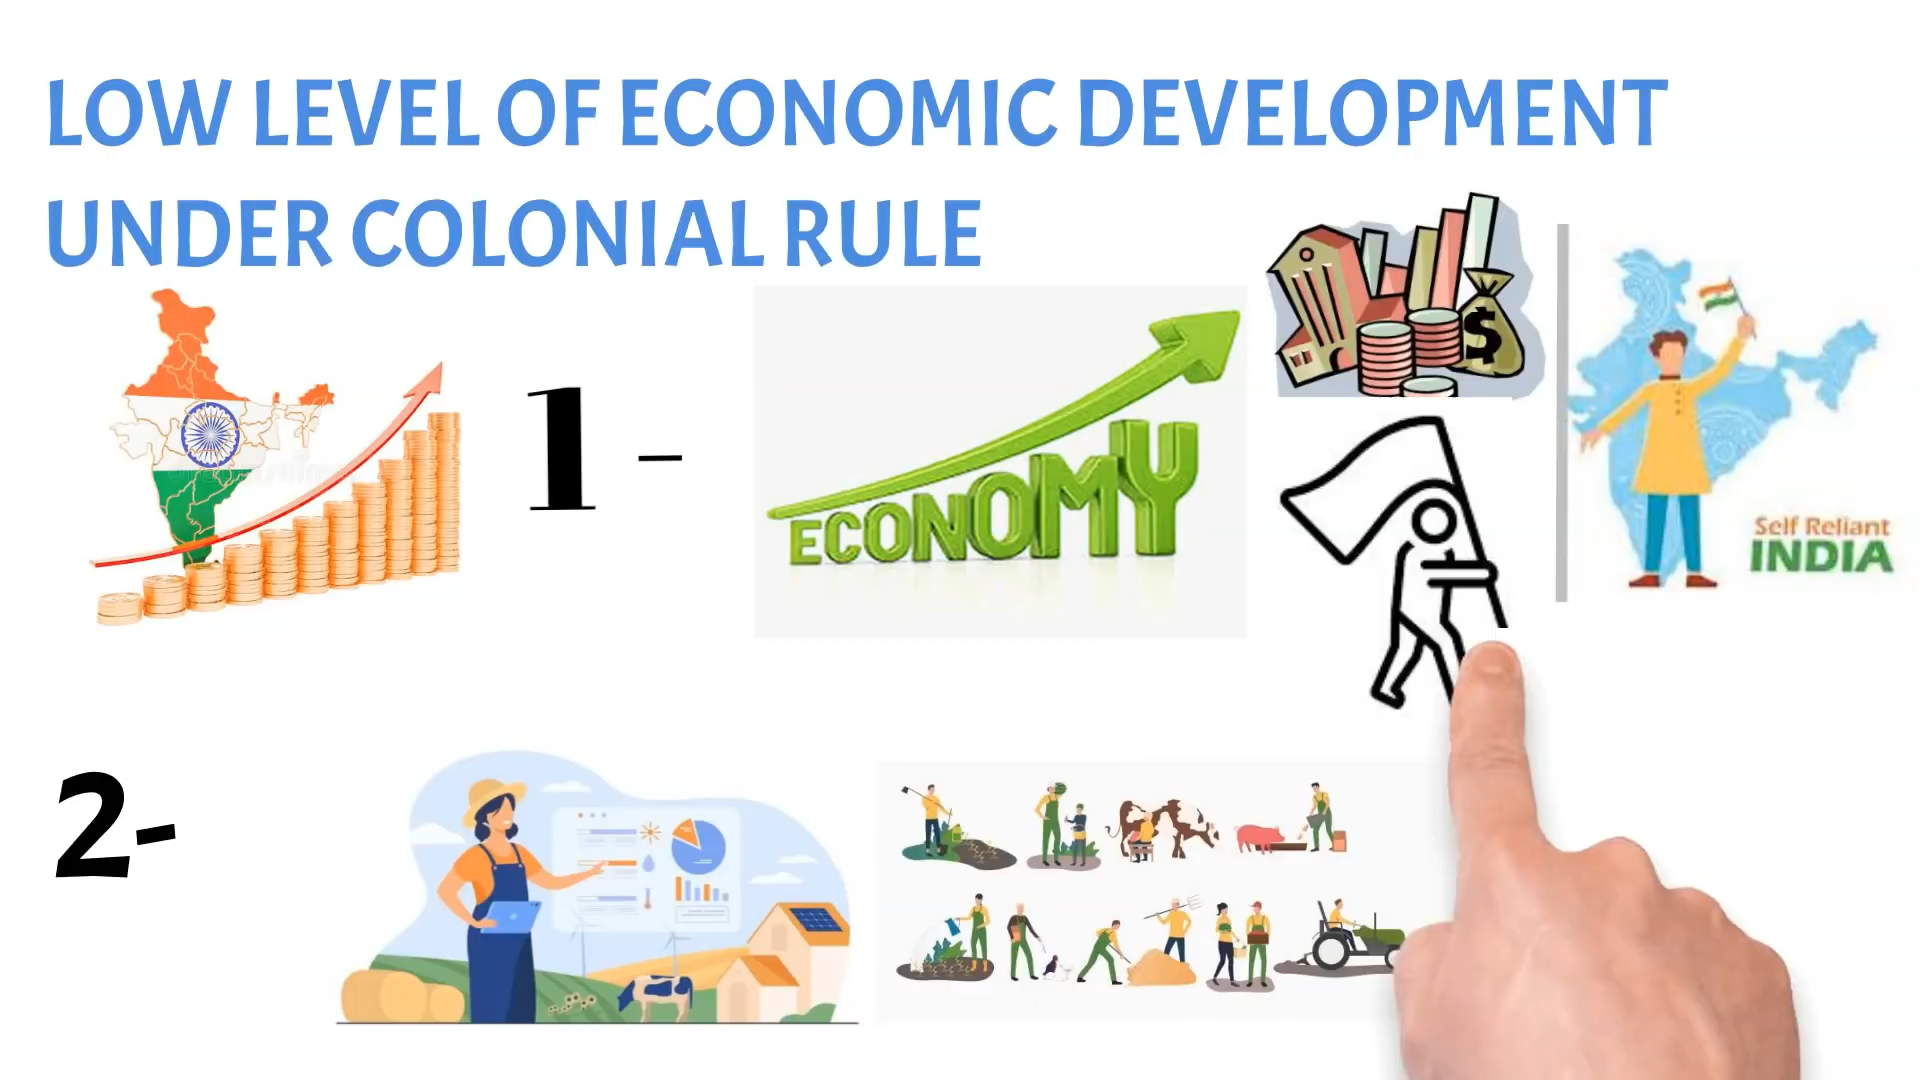 LOW LEVEL OF ECONOMIC DEVELOPMENT
UNDER COLONIAL RULE
1 -
ECONOMY
$
Self Reliant
INDIA
2-